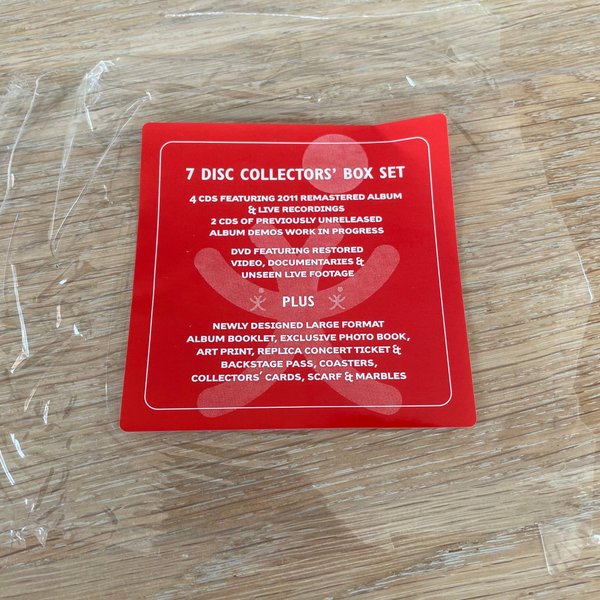 7 DISC COLLECTORS' BOX SET
4 CDS FEATURING 2011 REMASTERED ALBUM
& LIVE RECORDINGS
2 CDS OF PREVIOUSLY UNRELEASED
ALBUM DEMOS WORK IN PROGRESS
DVD FEATURING RESTORED
VIDEO, DOCUMENTARIES &
UNSEEN LIVE FOOTAGE
PLUS
NEWLY DESIGNED LARGE FORMAT
ALBUM BOOKLET, EXCLUSIVE PHOTO BOOK,
ART PRINT, REPLICA CONCERT TICKET &
BACKSTAGE PASS, COASTERS,
COLLECTORS' CARDS, SCARF & MARBLES